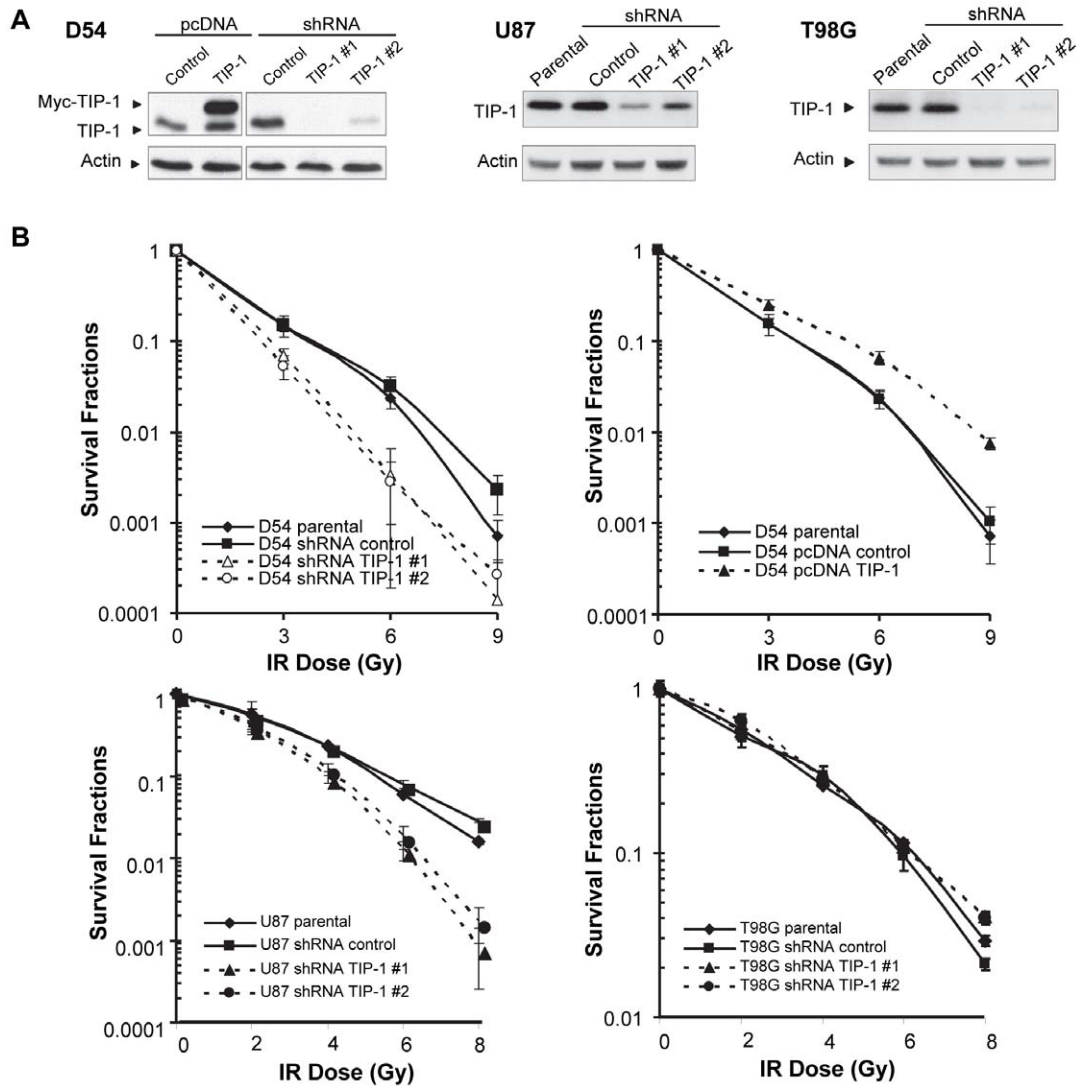 A
D54
pcDNA
shRNA
Control
TIP-1
Control
TIP-1 #1
TIP-1 #2
Myc-TIP-1
TIP-1
Actin
U87
shRNA
Parental
Control
TIP-1 #1
TIP-1 #2
TIP-1
Actin
T98G
shRNA
Parental
Control
TIP-1 #1
TIP-1 #2
TIP-1
Actin
B
Survival Fractions
1
0.1
0.01
0.001
0.0001
D54 parental
D54 shRNA control
D54 shRNA TIP-1 #1
D54 shRNA TIP-1 #2
0 3 6 9
IR Dose (Gy)
Survival Fractions
1
0.1
0.01
0.001
0.0001
D54 parental
D54 pcDNA control
D54 pcDNA TIP-1
0 3 6 9
IR Dose (Gy)
Survival Fractions
1
0.1
0.01
0.001
0.0001
U87 parental
U87 shRNA control
U87 shRNA TIP-1 #1
U87 shRNA TIP-1 #2
0 2 4 6 8
IR Dose (Gy)
Survival Fractions
1
0.1
0.01
T98G parental
T98G shRNA control
T98G shRNA TIP-1 #1
T98G shRNA TIP-1 #2
0 2 4 6 8
IR Dose (Gy)